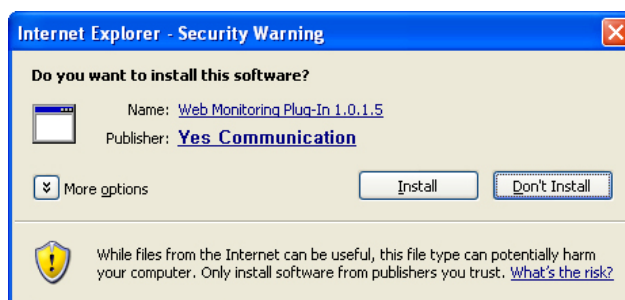 Internet Explorer - Security Warning
Do you want to install this software?
Name: Web Monitoring Plug-In 1.0.1.5
Publisher: Yes Communication
More options
Install
Don't Install
While files from the Internet can be useful, this file type can potentially harm
your computer. Only install software from publishers you trust. What's the risk?